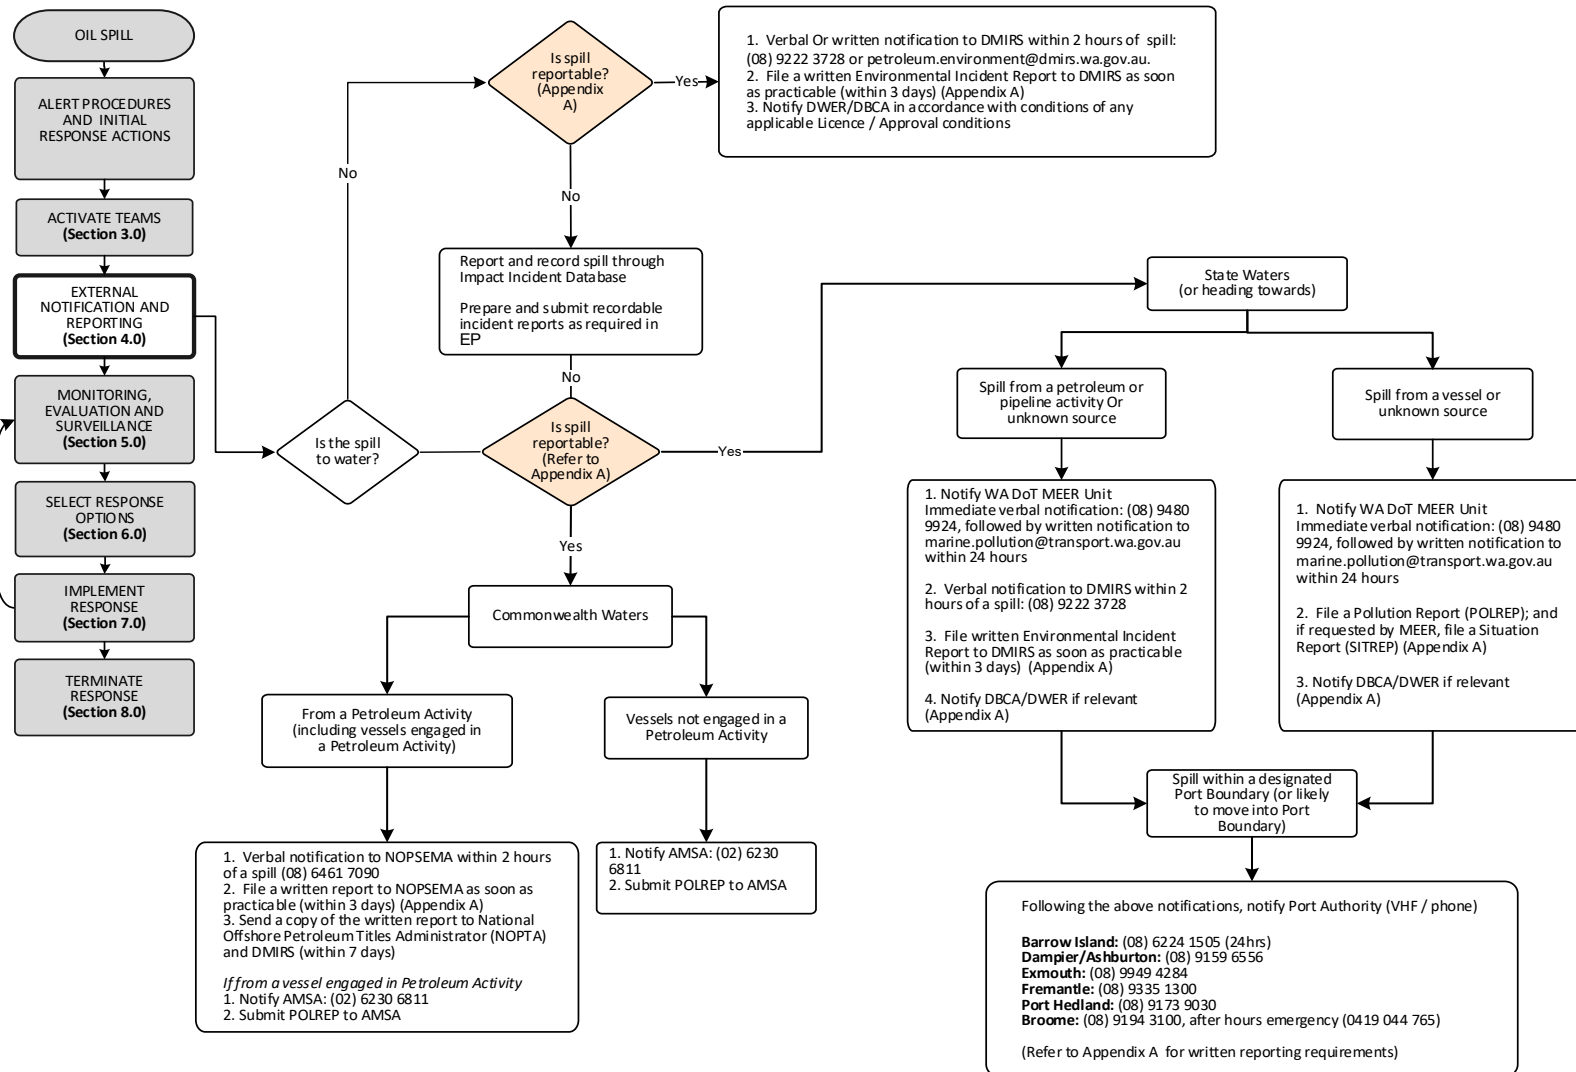 OIL SPILL
ALERT PROCEDURES
AND INITIAL
RESPONSE ACTIONS
ACTIVATE TEAMS
(Section 3.0)
EXTERNAL
NOTIFICATION AND
REPORTING
(Section 4.0)
MONITORING,
EVALUATION AND
SURVEILLANCE
(Section 5.0)
SELECT RESPONSE
OPTIONS
(Section 6.0)
IMPLEMENT
RESPONSE
(Section 7.0)
TERMINATE
RESPONSE
(Section 8.0)
Is the spill
to water?
No
Is spill
reportable?
(Appendix
A)
Yes
1. Verbal Or written notification to DMIRS within 2 hours of spill:
(08) 9222 3728 or petroleum.environment@dmirs.wa.gov.au.
2. File a written Environmental Incident Report to DMIRS as soon
as practicable (within 3 days) (Appendix A)
3. Notify DWER/DBCA in accordance with conditions of any
applicable Licence / Approval conditions
No
Report and record spill through
Impact Incident Database
Prepare and submit recordable
incident reports as required in
EP
No
Is spill
reportable?
(Refer to
Appendix A)
Yes
Yes
Commonwealth Waters
From a Petroleum Activity
(including vessels engaged in
a Petroleum Activity)
Vessels not engaged in a
Petroleum Activity
1. Verbal notification to NOPSEMA within 2 hours
of a spill (08) 6461 7090
2. File a written report to NOPSEMA as soon as
practicable (within 3 days) (Appendix A)
3. Send a copy of the written report to National
Offshore Petroleum Titles Administrator (NOPTA)
and DMIRS (within 7 days)
If from a vessel engaged in Petroleum Activity
1. Notify AMSA: (02) 6230 6811
2. Submit POLREP to AMSA
1. Notify AMSA: (02) 6230
6811
2. Submit POLREP to AMSA
State Waters
(or heading towards)
Spill from a petroleum or
pipeline activity Or
unknown source
Spill from a vessel or
unknown source
1. Notify WA DoT MEER Unit
Immediate verbal notification: (08) 9480
9924, followed by written notification to
marine.pollution@transport.wa.gov.au
within 24 hours
2. Verbal notification to DMIRS within 2
hours of a spill: (08) 9222 3728
3. File written Environmental Incident
Report to DMIRS as soon as practicable
(within 3 days) (Appendix A)
4. Notify DBCA/DWER if relevant
(Appendix A)
1. Notify WA DoT MEER Unit
Immediate verbal notification: (08) 9480
9924, followed by written notification to
marine.pollution@transport.wa.gov.au
within 24 hours
2. File a Pollution Report (POLREP); and
if requested by MEER, file a Situation
Report (SITREP) (Appendix A)
3. Notify DBCA/DWER if relevant
(Appendix A)
Spill within a designated
Port Boundary (or likely
to move into Port
Boundary)
Following the above notifications, notify Port Authority (VHF / phone)
Barrow Island: (08) 6224 1505 (24hrs)
Dampier/Ashburton: (08) 9159 6556
Exmouth: (08) 9949 4284
Fremantle: (08) 9335 1300
Port Hedland: (08) 9173 9030
Broome: (08) 9194 3100, after hours emergency (0419 044 765)
(Refer to Appendix A for written reporting requirements)